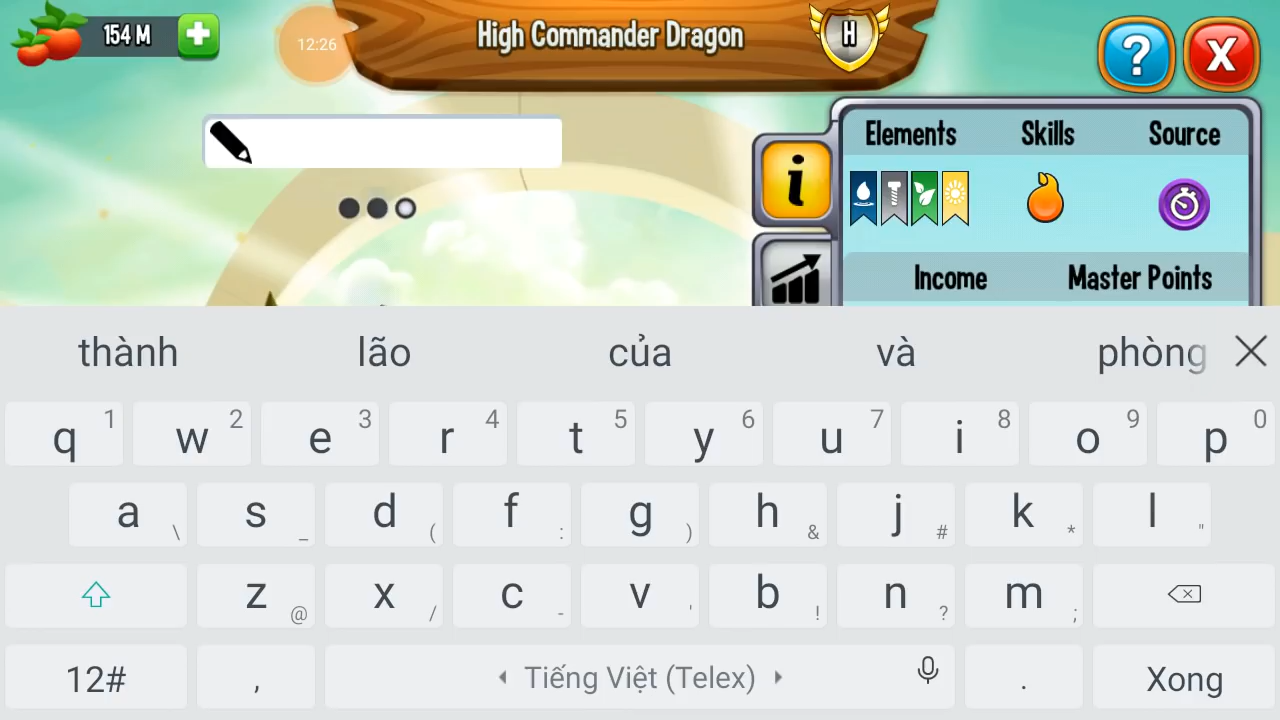 154 M
12:26
High Commander Dragon
H
?
X
Elements Skills Source
i
Income Master Points
thành lão của và phòng
q 1 w 2 e 3 r 4 t 5 y 6 u 7 i 8 o 9 p 0
a \ s _ d ( f : g ) h & j # k * l "
z @ x / c - v ' b ! n ? m ;
12# , Tiếng Việt (Telex) . Xong